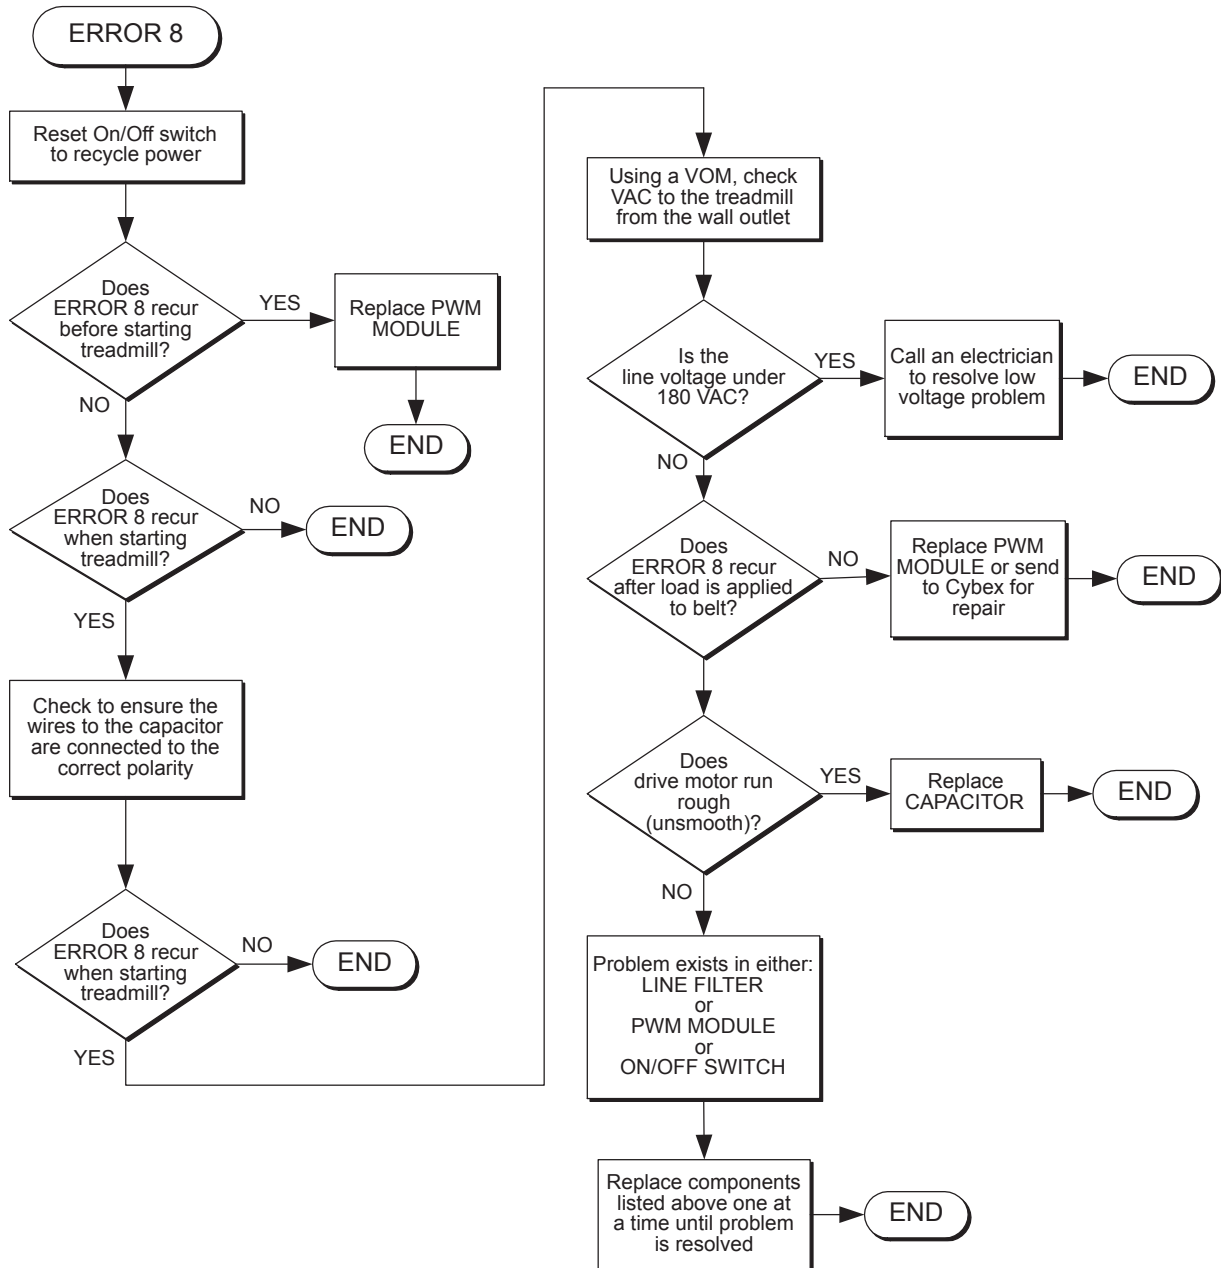 ERROR 8
Reset On/Off switch
to recycle power
Does
ERROR 8 recur
before starting
treadmill?
YES
Replace PWM
MODULE
END
NO
Does
ERROR 8 recur
when starting
treadmill?
NO
END
YES
Check to ensure the
wires to the capacitor
are connected to the
correct polarity
Does
ERROR 8 recur
when starting
treadmill?
NO
END
YES
Using a VOM, check
VAC to the treadmill
from the wall outlet
Is the
line voltage under
180 VAC?
YES
Call an electrician
to resolve low
voltage problem
END
NO
Does
ERROR 8 recur
after load is applied
to belt?
NO
Replace PWM
MODULE or send
to Cybex for
repair
END
Does
drive motor run
rough
(unsmooth)?
YES
Replace
CAPACITOR
END
NO
Problem exists in either:
LINE FILTER
or
PWM MODULE
or
ON/OFF SWITCH
Replace components
listed above one at
a time until problem
is resolved
END